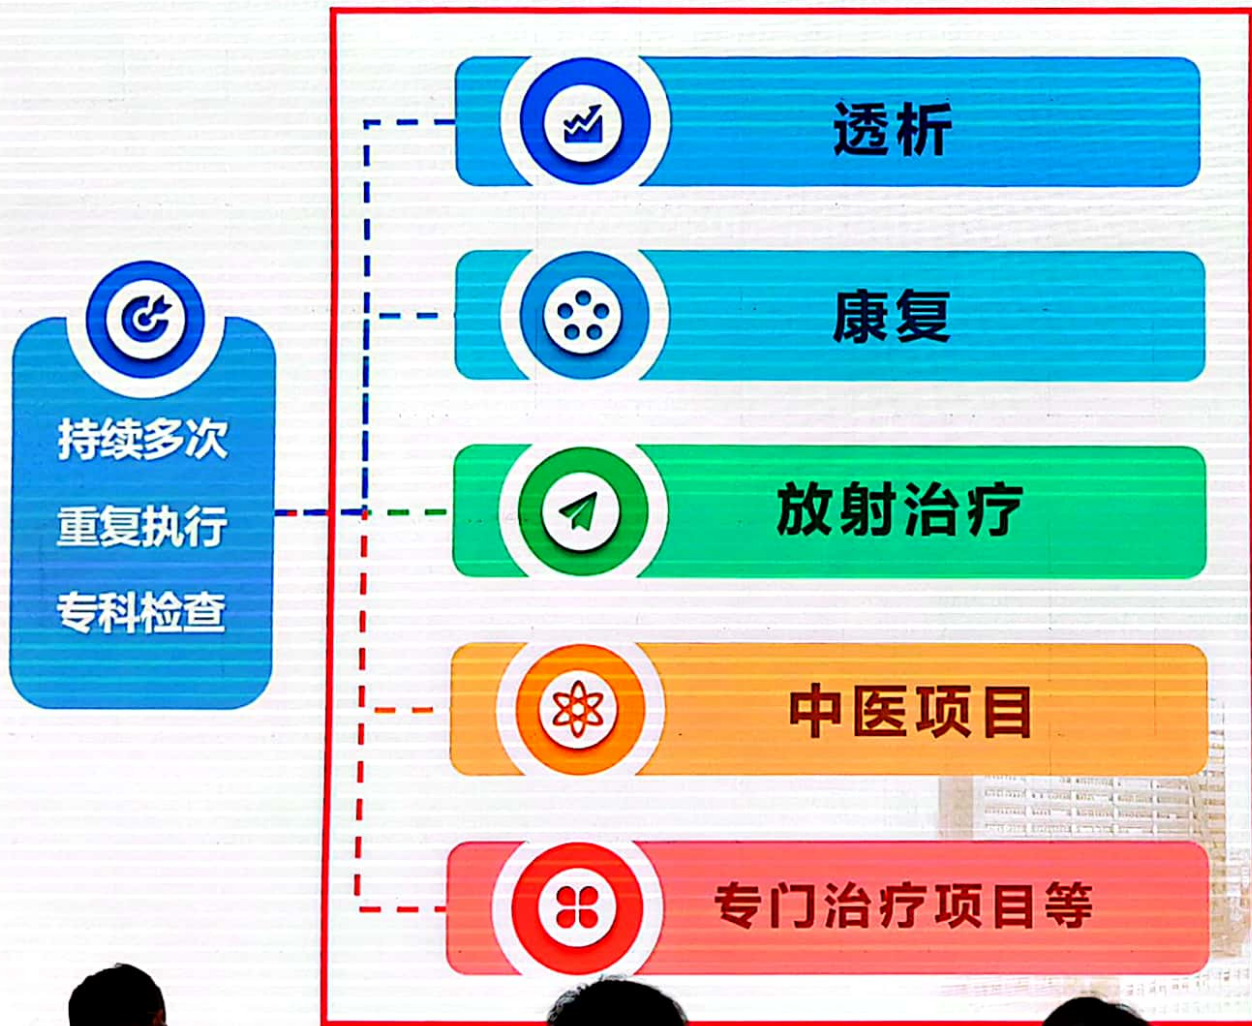 透析
康复
持续多次
重复执行
专科检查
放射治疗
中医项目
专门治疗项目等